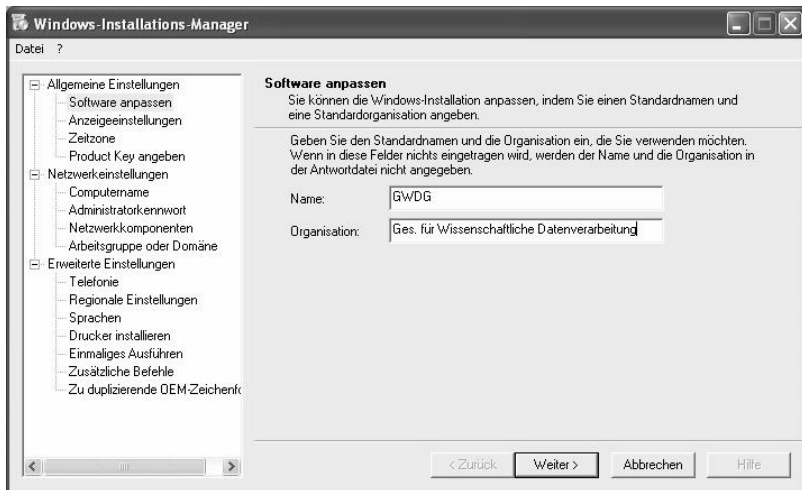 Windows-Installations-Manager
Datei ?
Allgemeine Einstellungen
Software anpassen
Anzeigeeinstellungen
Zeitzone
Product Key angeben
Netzwerkeinstellungen
Computername
Administratorkennwort
Netzwerkkomponenten
Arbeitsgruppe oder Domäne
Erweiterte Einstellungen
Telefonie
Regionale Einstellungen
Sprachen
Drucker installieren
Einmaliges Ausführen
Zusätzliche Befehle
Zu duplizierende OEM-Zeichenfo
Software anpassen
Sie können die Windows-Installation anpassen, indem Sie einen Standardnamen und
eine Standardorganisation angeben.
Geben Sie den Standardnamen und die Organisation ein, die Sie verwenden möchten.
Wenn in diese Felder nichts eingetragen wird, werden der Name und die Organisation in
der Antwortdatei nicht angegeben.
Name: GWDG
Organisation: Ges. für Wissenschaftliche Datenverarbeitung
< Zurück Weiter > Abbrechen Hilfe